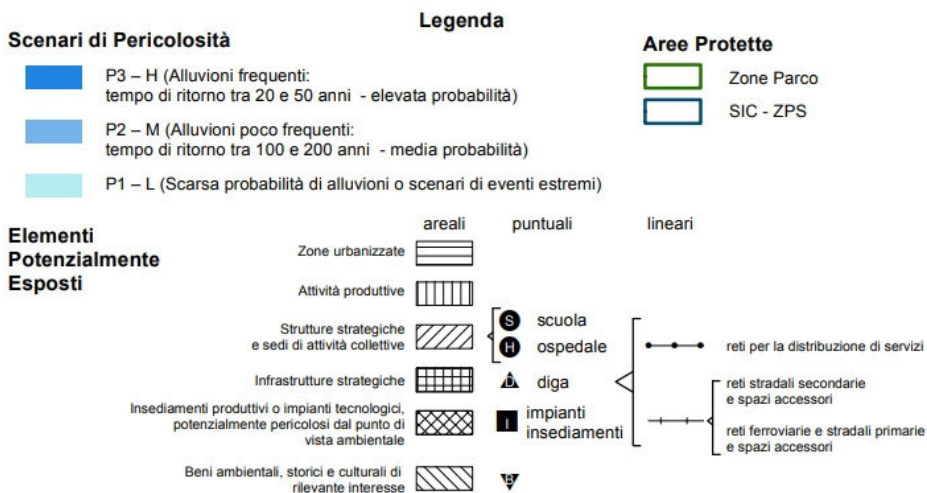 Legenda
Scenari di Pericolosità
P3 – H (Alluvioni frequenti:
tempo di ritorno tra 20 e 50 anni - elevata probabilità)
P2 – M (Alluvioni poco frequenti:
tempo di ritorno tra 100 e 200 anni - media probabilità)
P1 – L (Scarsa probabilità di alluvioni o scenari di eventi estremi)
Aree Protette
Zone Parco
SIC - ZPS
Elementi
Potenzialmente
Esposti
areali
puntuali
lineari
Zone urbanizzate
Attività produttive
Strutture strategiche
e sedi di attività collettive
S scuola
H ospedale
reti per la distribuzione di servizi
Infrastrutture strategiche
D diga
reti stradali secondarie
e spazi accessori
Insediamenti produttivi o impianti tecnologici,
potenzialmente pericolosi dal punto di
vista ambientale
I impianti
insediamenti
reti ferroviarie e stradali primarie
e spazi accessori
Beni ambientali, storici e culturali di
rilevante interesse
B